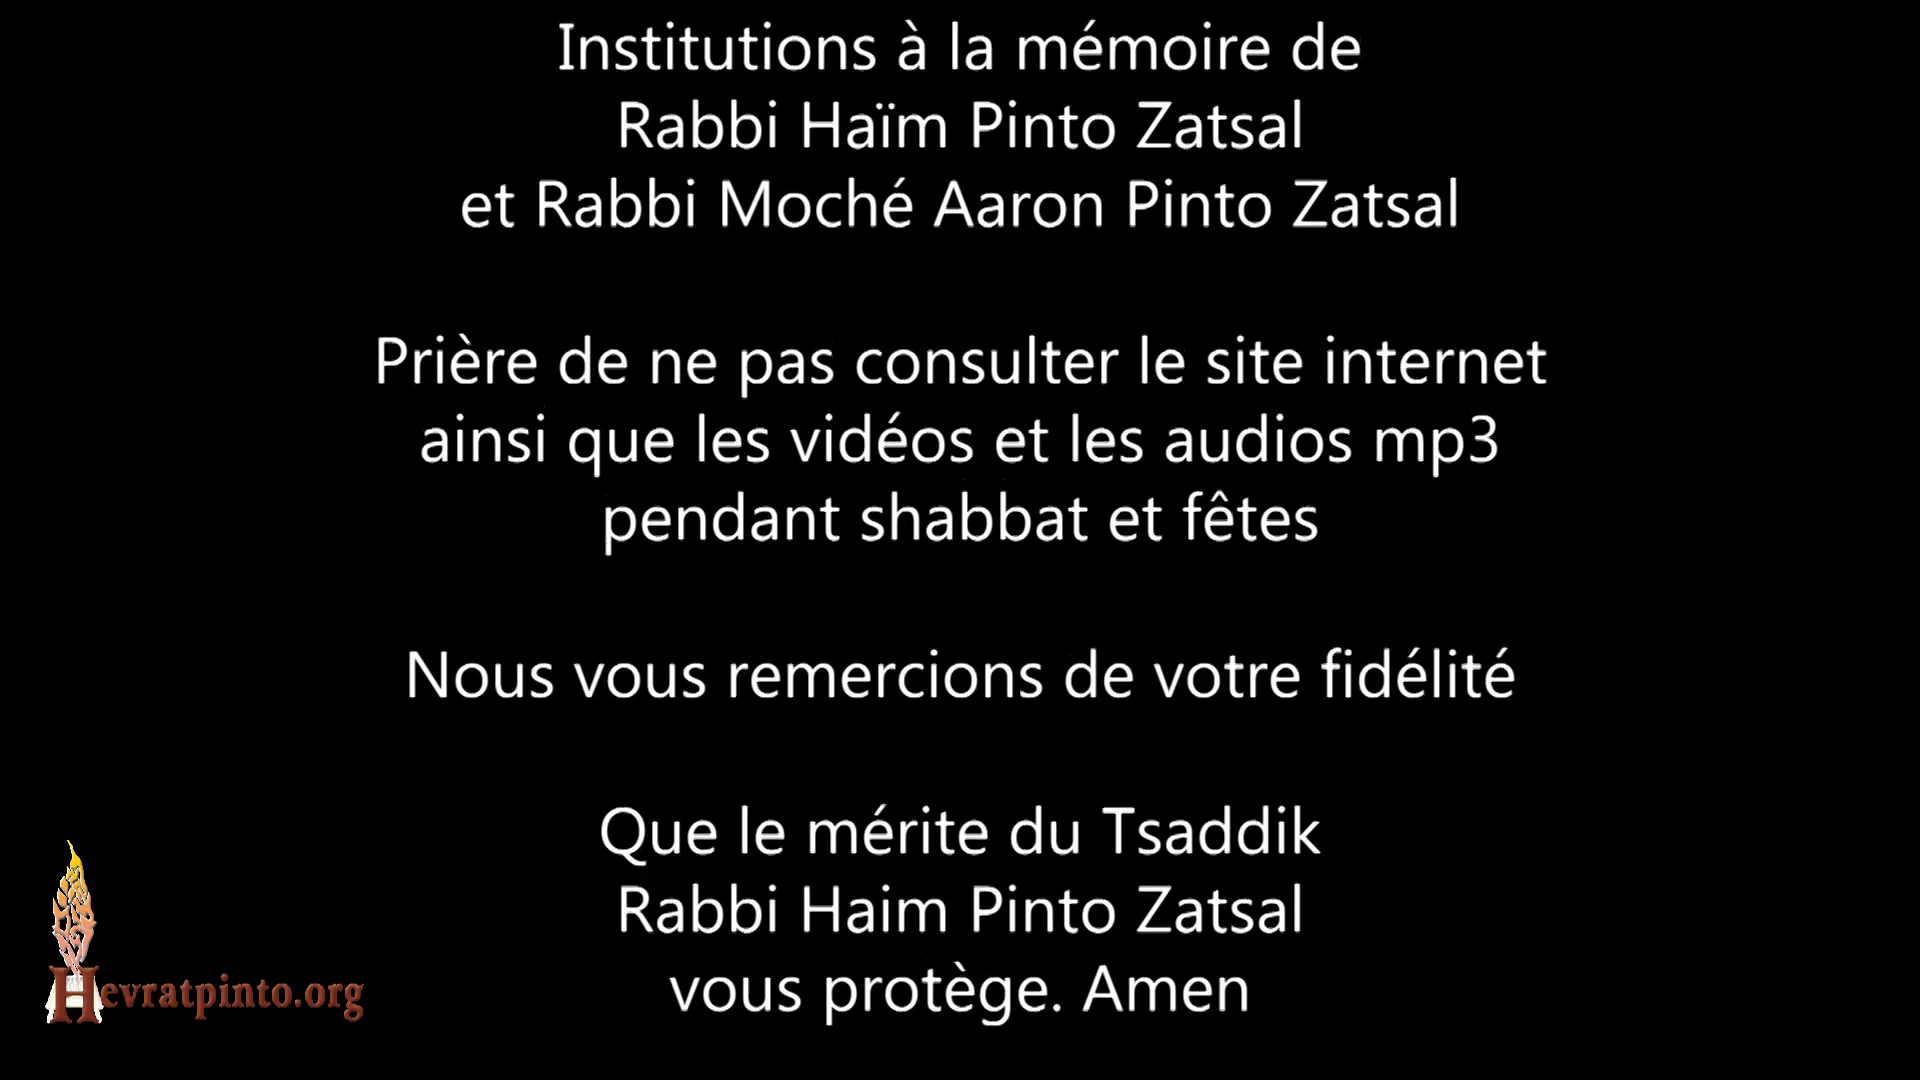 Institutions à la mémoire de
Rabbi Haïm Pinto Zatsal
et Rabbi Moché Aaron Pinto Zatsal
Prière de ne pas consulter le site internet
ainsi que les vidéos et les audios mp3
pendant shabbat et fêtes
Nous vous remercions de votre fidélité
Que le mérite du Tsaddik
Rabbi Haim Pinto Zatsal
vous protège. Amen
Hevratpinto.org